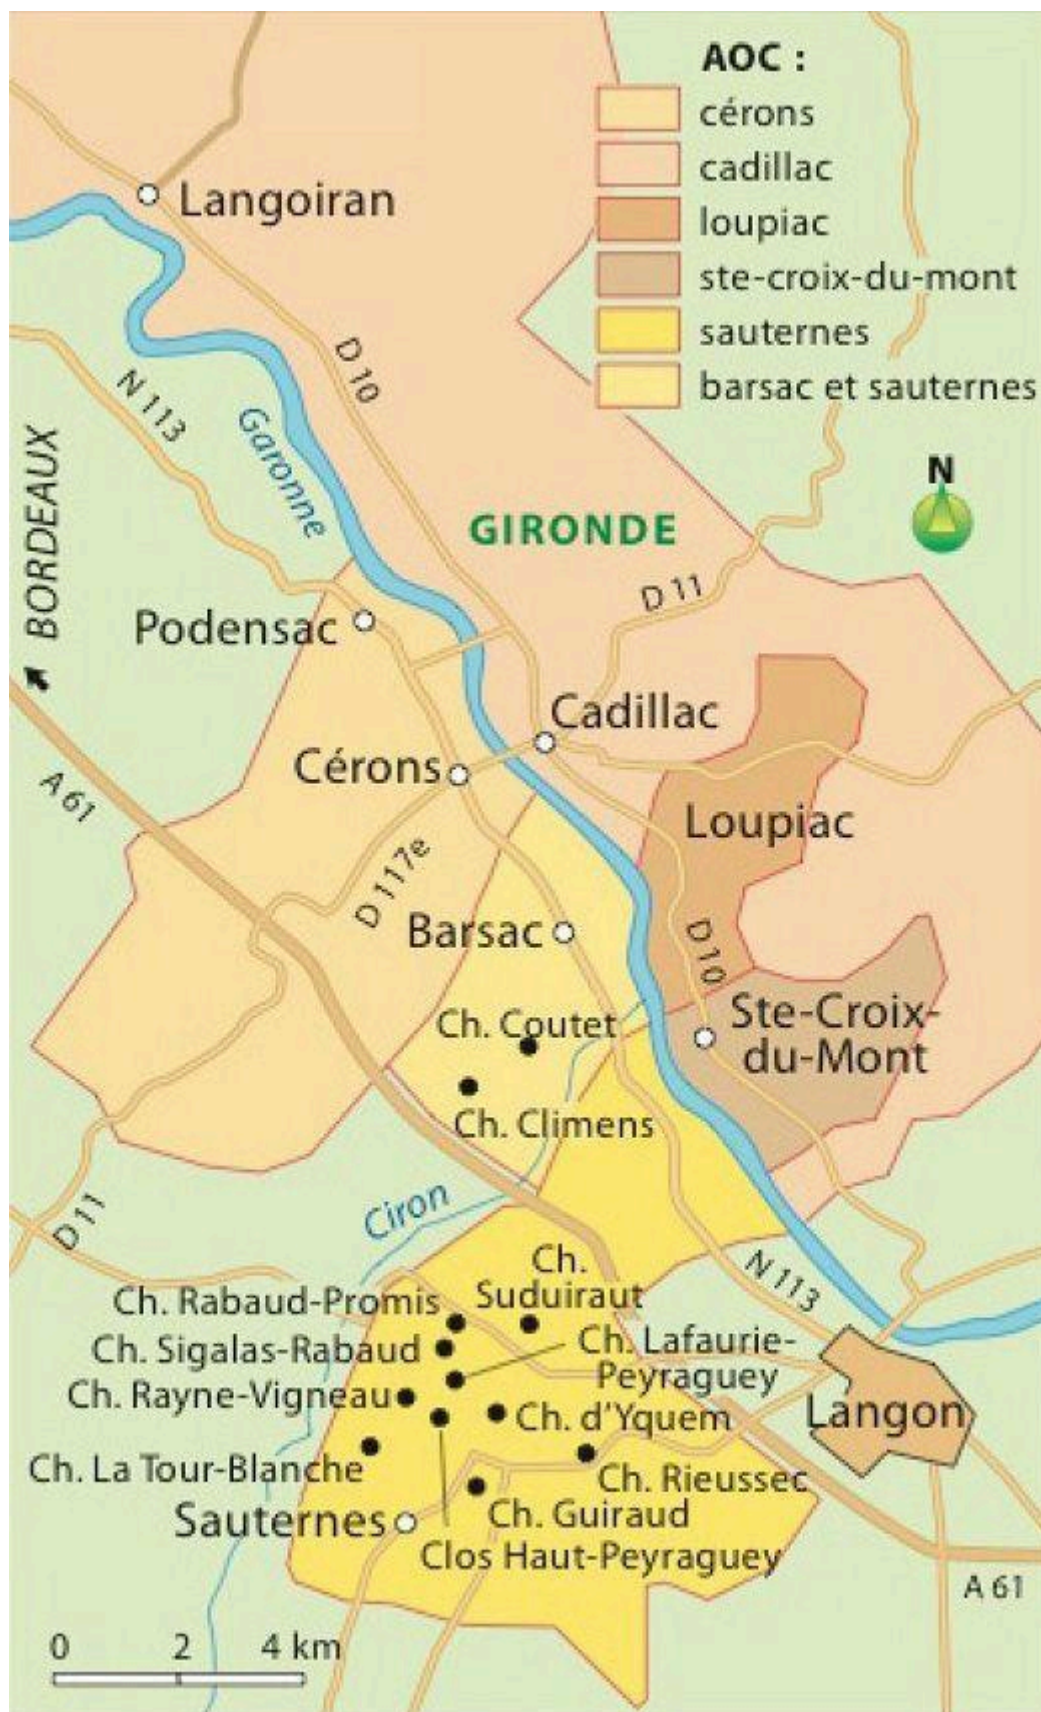 AOC :
cérons
cadillac
loupiac
ste-croix-du-mont
sauternes
barsac et sauternes
Langoiran
D 10
N 113
Garonne
BORDEAUX
N
GIRONDE
D 11
Podensac
Cadillac
Cérons
A 61
Loupiac
D 117e
Barsac
D 10
Ste-Croix-
du-Mont
Ch. Coutet
Ch. Climens
Ciron
D 11
Ch.
Suduiraut
N 113
Ch. Rabaud-Promis
Ch. Sigalas-Rabaud
Ch. Lafaurie-
Peyraguey
Ch. Rayne-Vigneau
Ch. d'Yquem
Langon
Ch. La Tour-Blanche
Ch. Rieussec
Sauternes
Ch. Guiraud
Clos Haut-Peyraguey
A 61
0 2 4 km